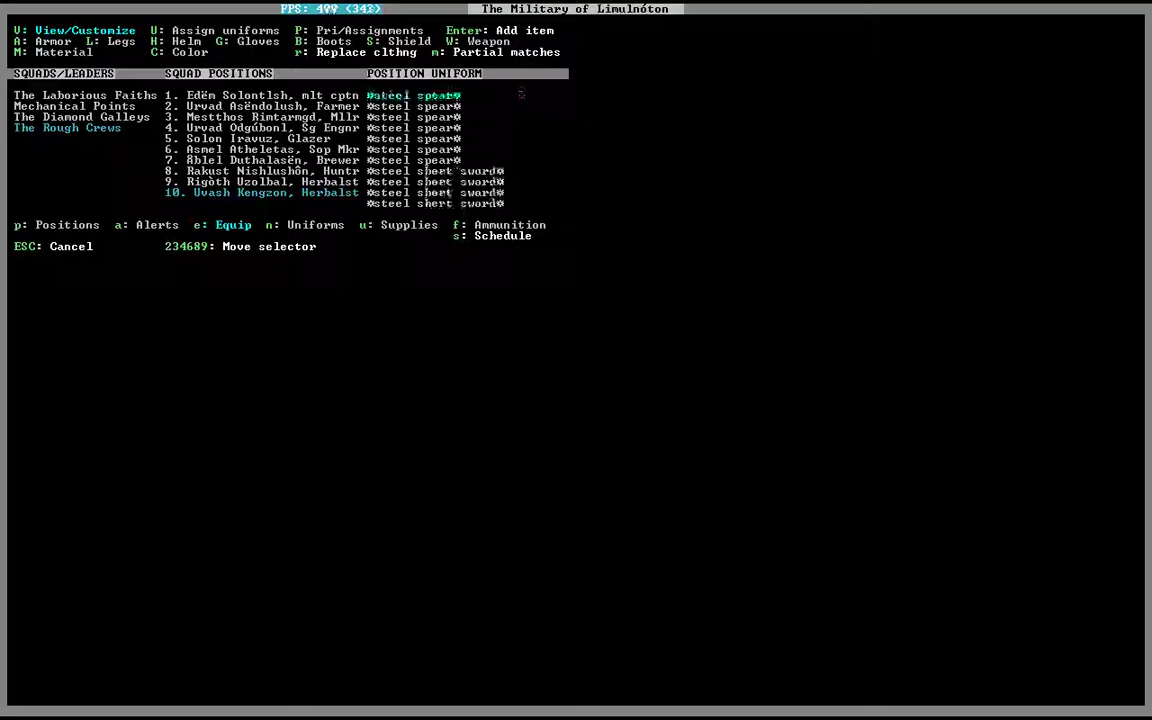 FPS: 499 (343) The Military of Limulnóton
V: View/Customize U: Assign uniforms P: Pri/Assignments Enter: Add item
A: Armor L: Legs H: Helm G: Gloves B: Boots S: Shield W: Weapon
M: Material C: Color r: Replace clthng m: Partial matches
SQUADS/LEADERS SQUAD POSITIONS POSITION UNIFORM
The Laborious Faiths 1. Edëm Solontlsh, mlt cptn ☼steel spear☼
Mechanical Points 2. Urvad Asëndolush, Farmer ☼steel spear☼
The Diamond Galleys 3. Mestthos Rimtarmgd, Mllr ☼steel spear☼
The Rough Crews 4. Urvad Odgúbonl, Sg Engnr ☼steel spear☼
5. Solon Iravuz, Glazer ☼steel spear☼
6. Asmel Atheletas, Sop Mkr ☼steel spear☼
7. Åblel Duthalasën, Brewer ☼steel spear☼
8. Rakust Nishlushôn, Huntr ☼steel short sword☼
9. Rigòth Uzolbal, Herbalst ☼steel short sword☼
10. Uvash Kengzon, Herbalst ☼steel short sword☼
☼steel short sword☼
p: Positions a: Alerts e: Equip n: Uniforms u: Supplies f: Ammunition
s: Schedule
ESC: Cancel 234689: Move selector